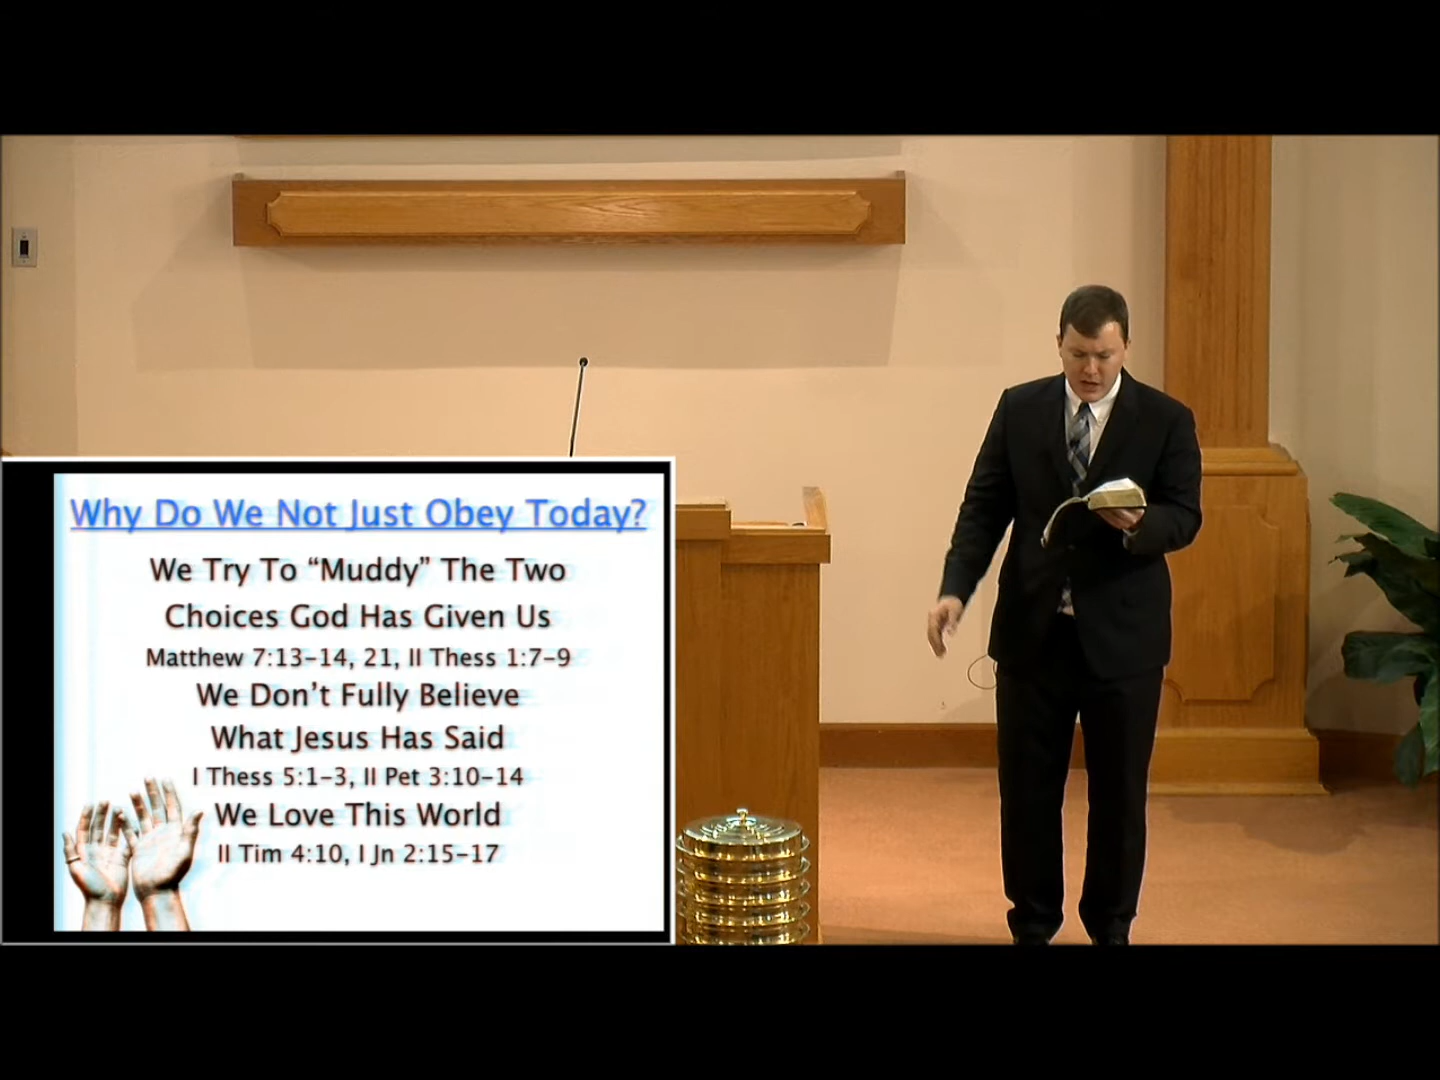 Why Do We Not Just Obey Today?
We Try To “Muddy” The Two
Choices God Has Given Us
Matthew 7:13-14, 21, II Thess 1:7-9
We Don’t Fully Believe
What Jesus Has Said
I Thess 5:1-3, II Pet 3:10-14
We Love This World
II Tim 4:10, I Jn 2:15-17